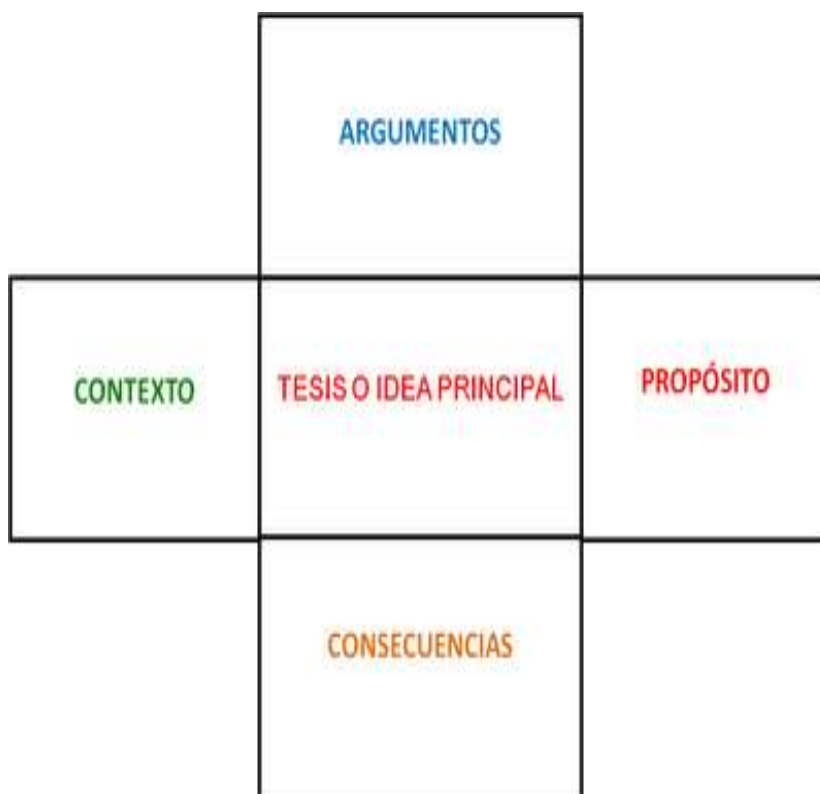 ARGUMENTOS
CONTEXTO
TESIS O IDEA PRINCIPAL
PROPÓSITO
CONSECUENCIAS